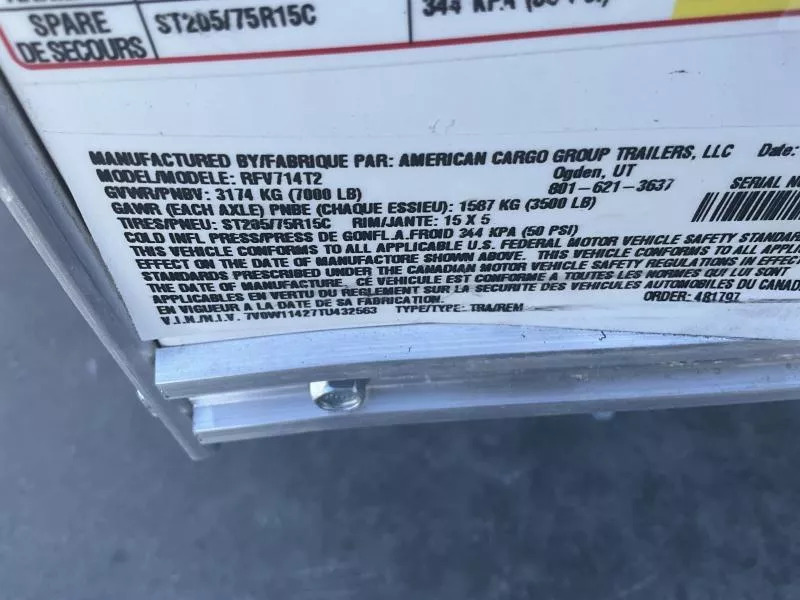 SPARE
DE SECOURS
ST205/75R15C
MANUFACTURED BY/FABRIQUE PAR: AMERICAN CARGO GROUP TRAILERS, LLC Date:
MODEL/MODELE: RFV714T2 Ogden, UT
GVWR/PNBV: 3174 KG (7000 LB) 801-621-3637
GAWR (EACH AXLE) PNBE (CHAQUE ESSIEU): 1587 KG (3500 LB) SERIAL
TIRES/PNEU: ST205/75R15C RIM/JANTE: 15 X 5
COLD INFL PRESS/PRESS DE GONFL.A.FROID 344 KPA (50 PSI)
THIS VEHICLE CONFORMS TO ALL APPLICABLE U.S. FEDERAL MOTOR VEHICLE SAFETY STANDAR
EFFECT ON THE DATE OF MANUFACTURE SHOWN ABOVE. THIS VEHICLE CONFORMS TO ALL APPLICABLE
STANDARDS PRESCRIBED UNDER THE CANADIAN MOTOR VEHICLE SAFETY REGULATIONS IN EFFECT
THE DATE OF MANUFACTURE. CE VEHICULE EST CONFORME A TOUTES LES NORMES QUI LUI SONT
APPLICABLES EN VERTU DU REGLEMENT SUR LA SECURITE DES VEHICULES AUTOMOBILES DU CANAD
EN VIGUEUR A LA DATE DE SA FABRICATION. ORDER: 481797
V.I.N./N.I.V. 7V0W11427TU432563 TYPE/TYPE: TRA/REM